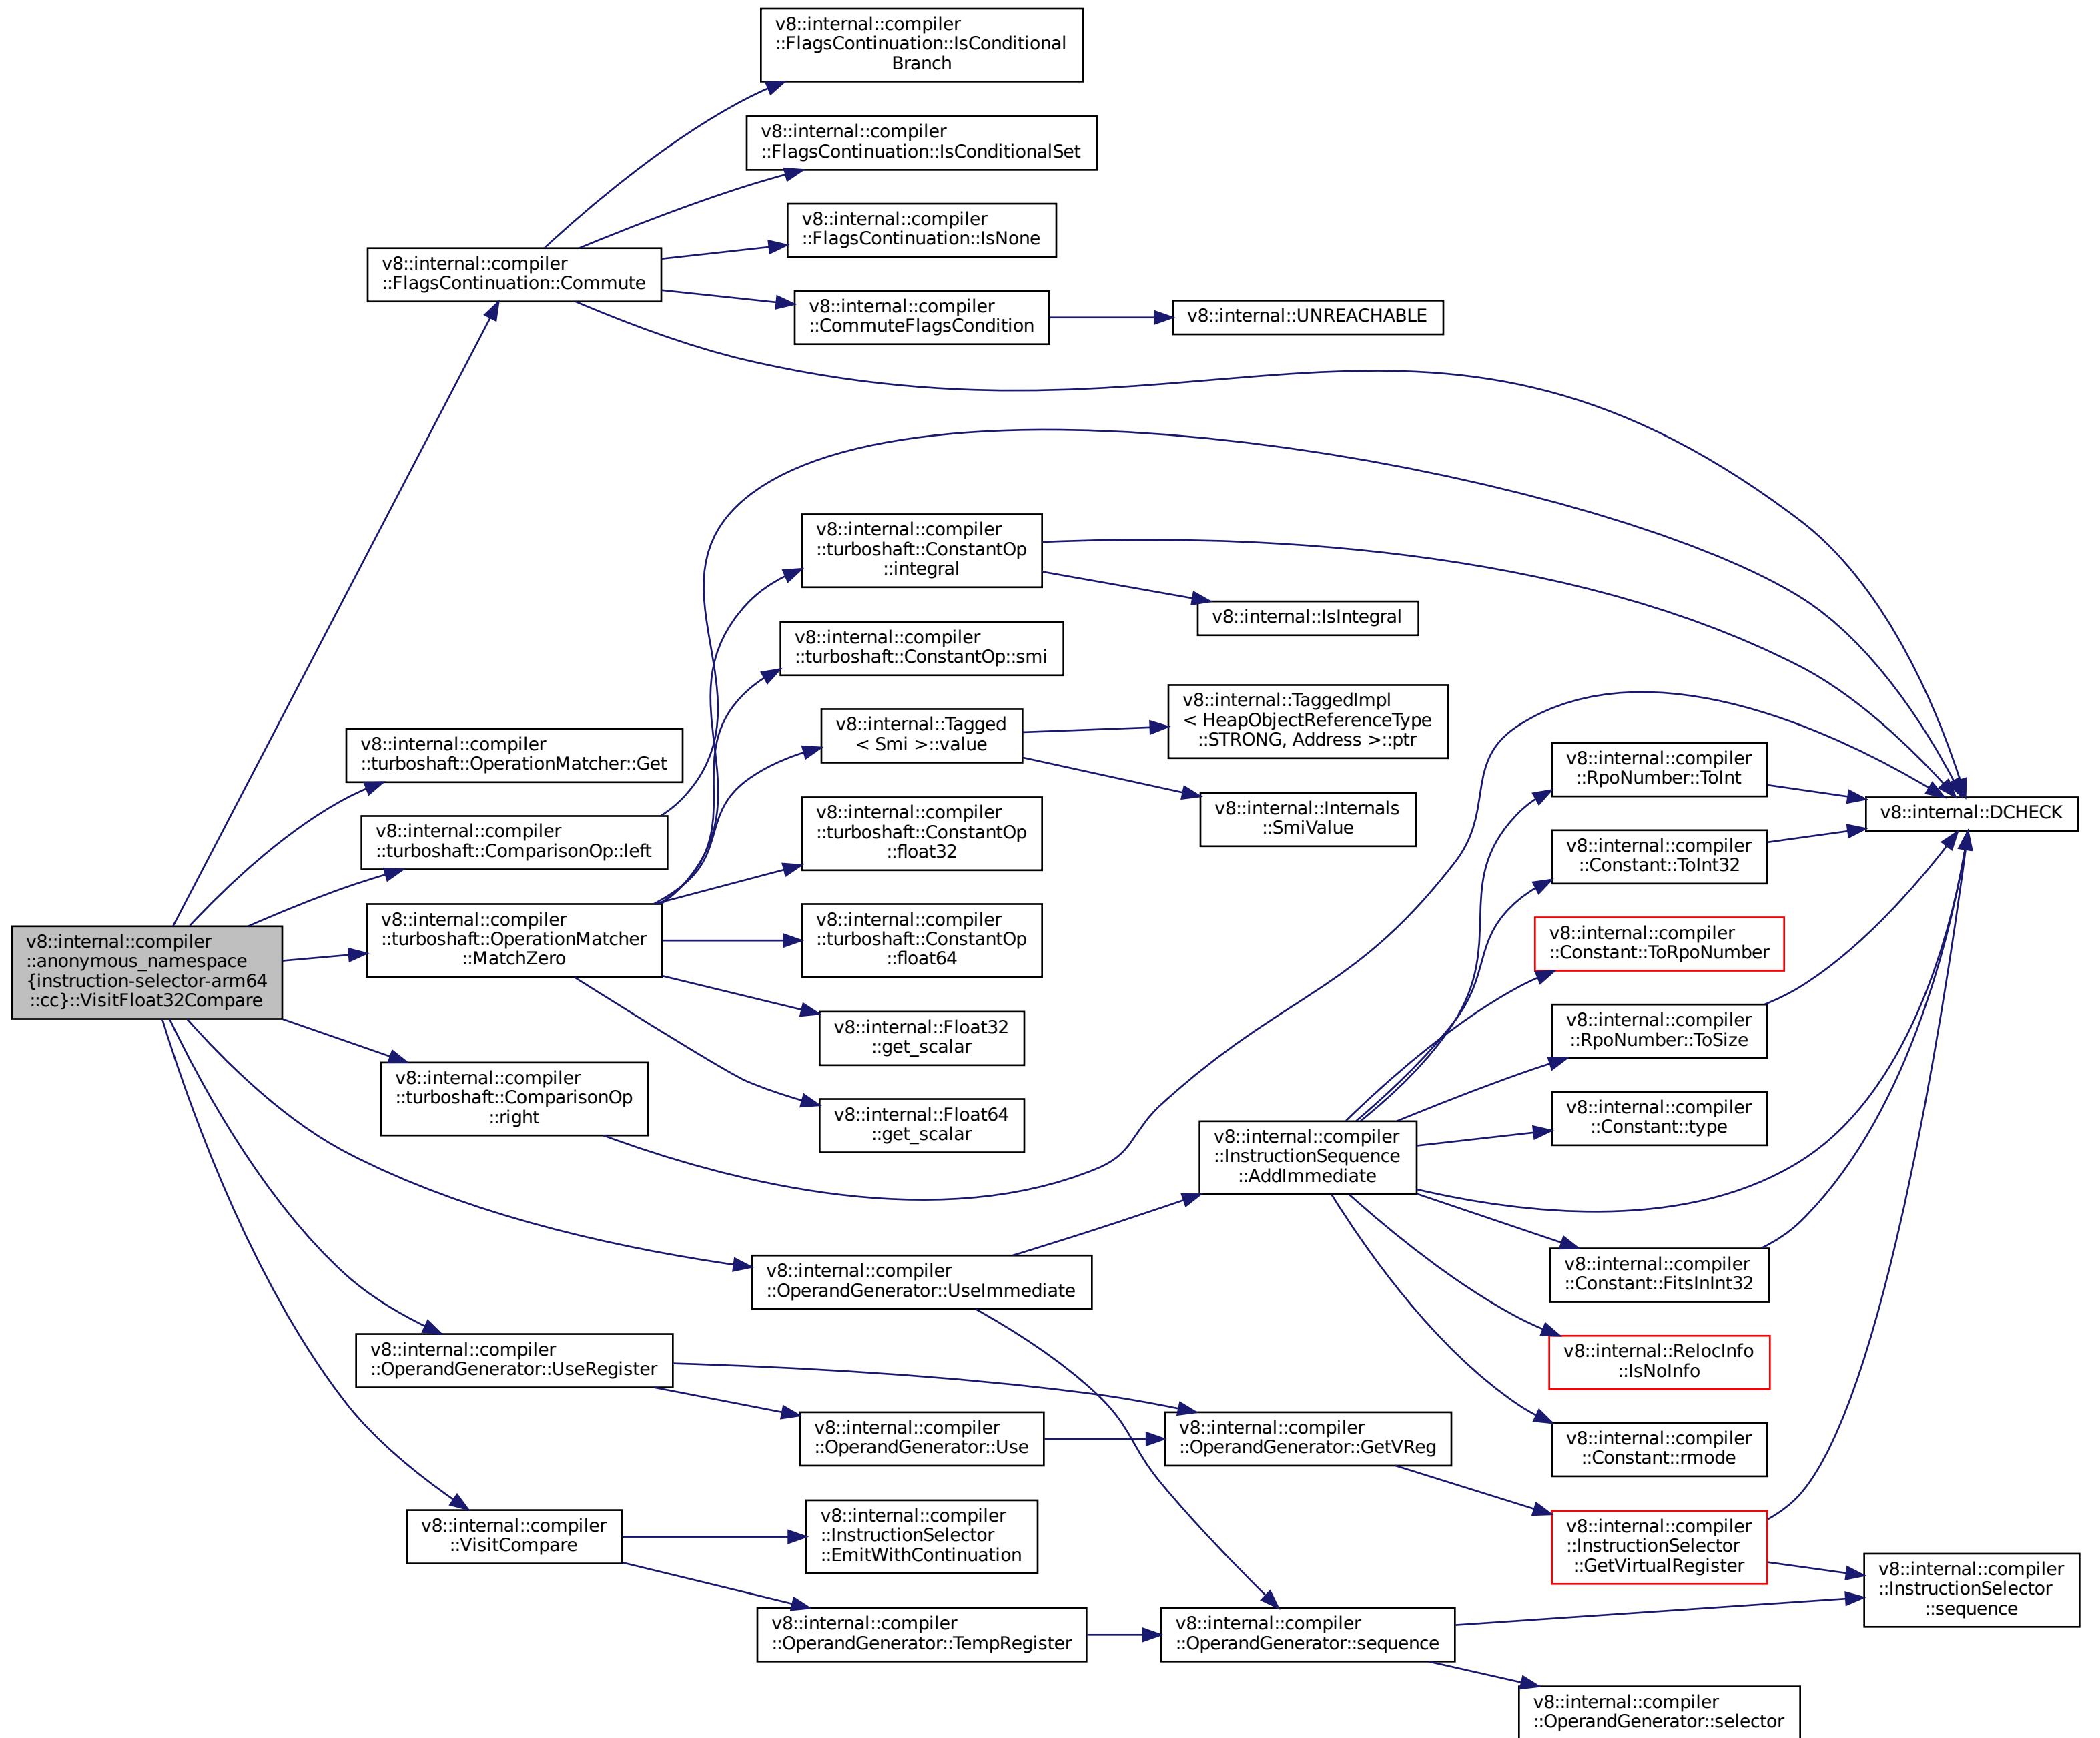 v8::internal::compiler
::FlagsContinuation::IsConditional
Branch
v8::internal::compiler
::FlagsContinuation::IsConditionalSet
v8::internal::compiler
::FlagsContinuation::IsNone
v8::internal::compiler
::FlagsContinuation::Commute
v8::internal::compiler
::CommuteFlagsCondition
v8::internal::UNREACHABLE
v8::internal::compiler
::turboshaft::ConstantOp
::integral
v8::internal::IsIntegral
v8::internal::compiler
::turboshaft::ConstantOp::smi
v8::internal::Tagged
< Smi >::value
v8::internal::TaggedImpl
< HeapObjectReferenceType
::STRONG, Address >::ptr
v8::internal::compiler
::turboshaft::OperationMatcher::Get
v8::internal::compiler
::RpoNumber::ToInt
v8::internal::DCHECK
v8::internal::Internals
::SmiValue
v8::internal::compiler
::turboshaft::ComparisonOp::left
v8::internal::compiler
::turboshaft::ConstantOp
::float32
v8::internal::compiler
::Constant::ToInt32
v8::internal::compiler
::anonymous_namespace
{instruction-selector-arm64
::cc}::VisitFloat32Compare
v8::internal::compiler
::turboshaft::OperationMatcher
::MatchZero
v8::internal::compiler
::turboshaft::ConstantOp
::float64
v8::internal::compiler
::Constant::ToRpoNumber
v8::internal::Float32
::get_scalar
v8::internal::compiler
::RpoNumber::ToSize
v8::internal::compiler
::turboshaft::ComparisonOp
::right
v8::internal::Float64
::get_scalar
v8::internal::compiler
::InstructionSequence
::AddImmediate
v8::internal::compiler
::Constant::type
v8::internal::compiler
::OperandGenerator::UseImmediate
v8::internal::compiler
::Constant::FitsInInt32
v8::internal::compiler
::OperandGenerator::UseRegister
v8::internal::RelocInfo
::IsNoInfo
v8::internal::compiler
::OperandGenerator::Use
v8::internal::compiler
::OperandGenerator::GetVReg
v8::internal::compiler
::Constant::rmode
v8::internal::compiler
::VisitCompare
v8::internal::compiler
::InstructionSelector
::EmitWithContinuation
v8::internal::compiler
::InstructionSelector
::GetVirtualRegister
v8::internal::compiler
::InstructionSelector
::sequence
v8::internal::compiler
::OperandGenerator::TempRegister
v8::internal::compiler
::OperandGenerator::sequence
v8::internal::compiler
::OperandGenerator::selector